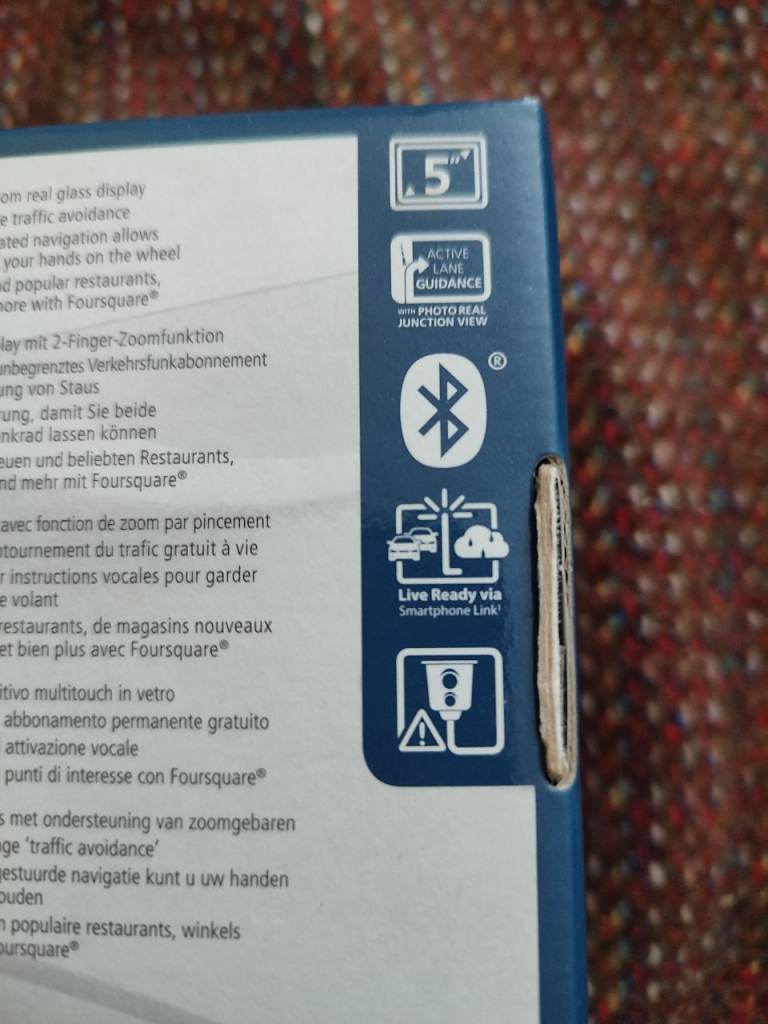 om real glass display
e traffic avoidance
ated navigation allows
your hands on the wheel
d popular restaurants,
more with Foursquare®
lay mit 2-Finger-Zoomfunktion
unbegrenztes Verkehrsfunkabonnement
ung von Staus
rung, damit Sie beide
nkrad lassen können
euen und beliebten Restaurants,
nd mehr mit Foursquare®
avec fonction de zoom par pincement
ntournement du trafic gratuit à vie
r instructions vocales pour garder
e volant
restaurants, de magasins nouveaux
et bien plus avec Foursquare®
itivo multitouch in vetro
abbonamento permanente gratuito
attivazione vocale
punti di interesse con Foursquare®
s met ondersteuning van zoomgebaren
ge ‘traffic avoidance’
gestuurde navigatie kunt u uw handen
ouden
n populaire restaurants, winkels
oursquare®
5"
ACTIVE
LANE
GUIDANCE
WITH PHOTO REAL
JUNCTION VIEW
®
Live Ready via
Smartphone Link¹